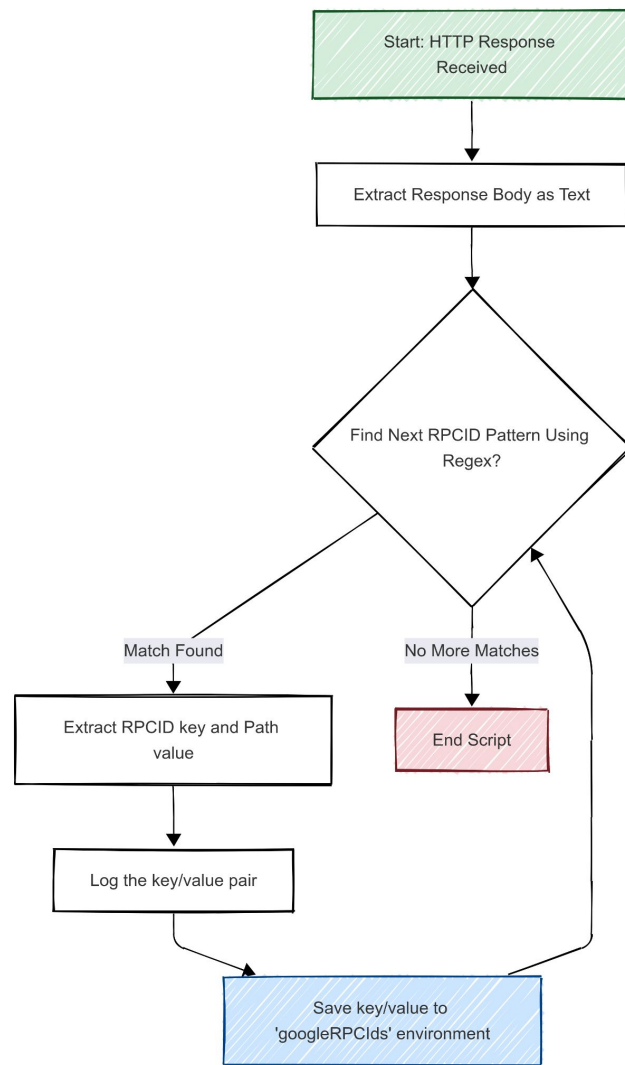 Start: HTTP Response
Received
Extract Response Body as Text
Find Next RPCID Pattern Using
Regex?
Match Found
No More Matches
Extract RPCID key and Path
value
End Script
Log the key/value pair
Save key/value to
'googleRPCIds' environment